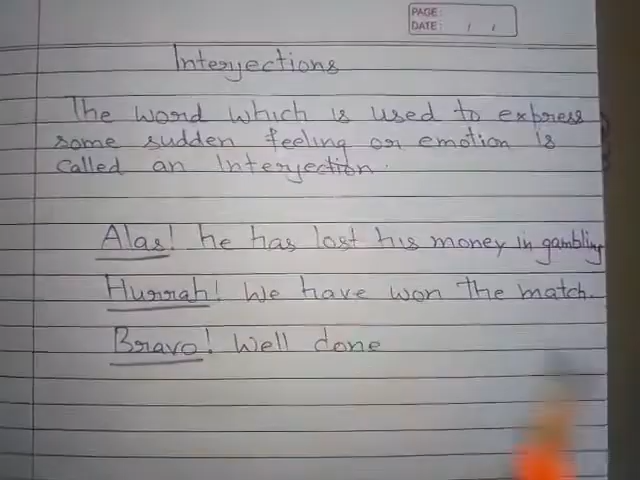 PAGE:
DATE: / /
Interjections
The word which is used to express
some sudden feeling or emotion is
called an Interjection.
Alas! he has lost his money in gambling
Hurrah! We have won the match.
Bravo! Well done